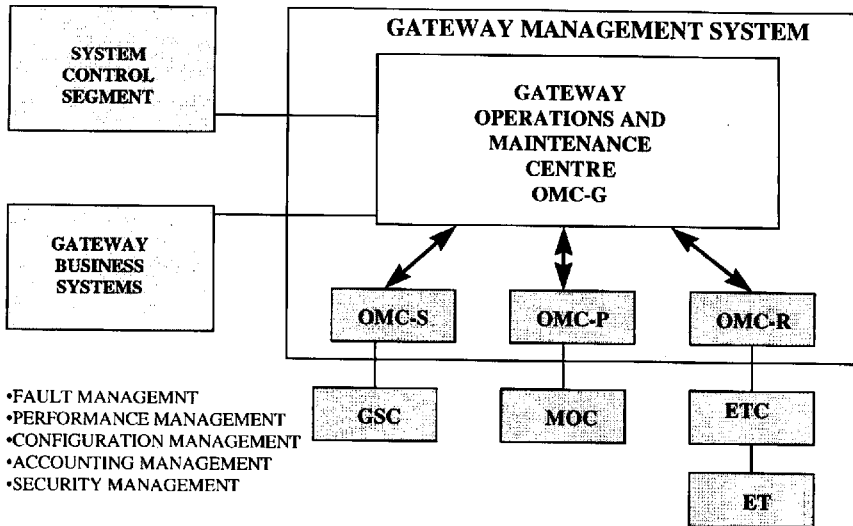 GATEWAY MANAGEMENT SYSTEM
SYSTEM
CONTROL
SEGMENT
GATEWAY
OPERATIONS AND
MAINTENANCE
CENTRE
OMC-G
GATEWAY
BUSINESS
SYSTEMS
OMC-S
OMC-P
OMC-R
GSC
MOC
ETC
ET
•FAULT MANAGEMNT
•PERFORMANCE MANAGEMENT
•CONFIGURATION MANAGEMENT
•ACCOUNTING MANAGEMENT
•SECURITY MANAGEMENT